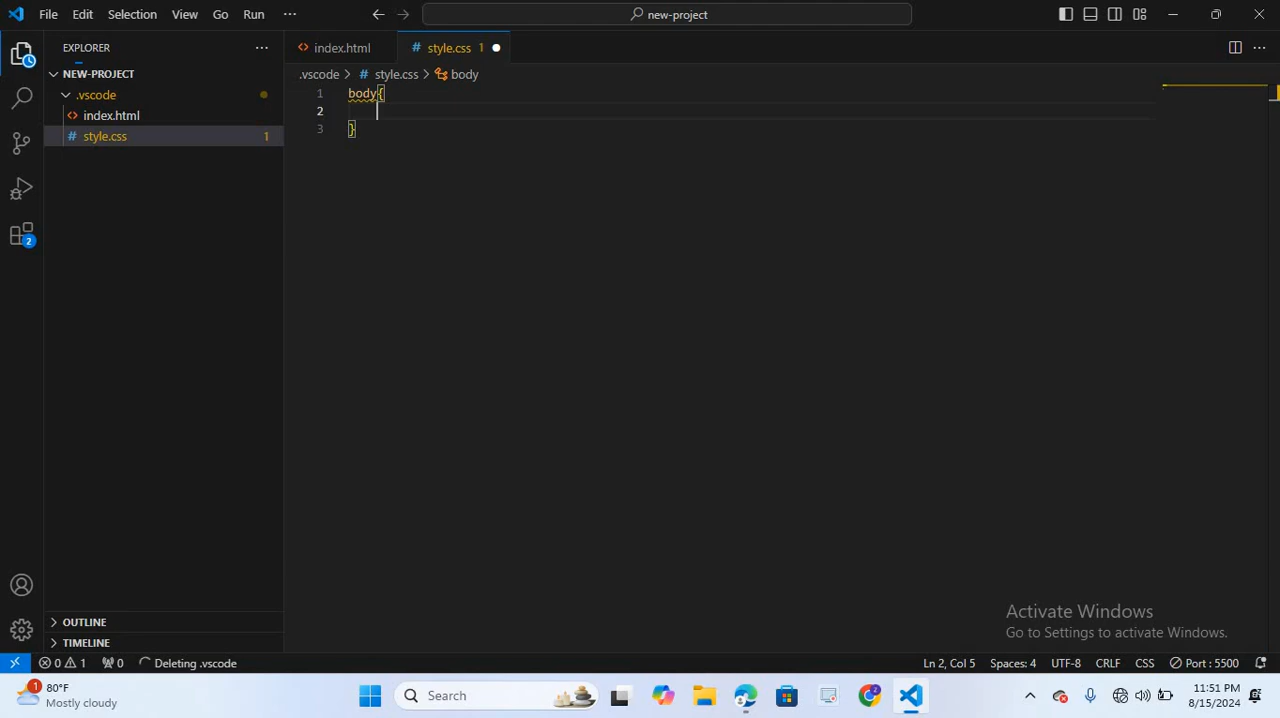 File Edit Selection View Go Run ··· new-project
EXPLORER ··· index.html # style.css 1
NEW-PROJECT
.vscode
<> index.html
# style.css 1
.vscode > # style.css > body
1 body{
2
3 }
2
OUTLINE
TIMELINE
Activate Windows
Go to Settings to activate Windows.
0 1 0 Deleting .vscode Ln 2, Col 5 Spaces: 4 UTF-8 CRLF CSS Port : 5500
1 80°F
Mostly cloudy
Search
2
11:51 PM
8/15/2024